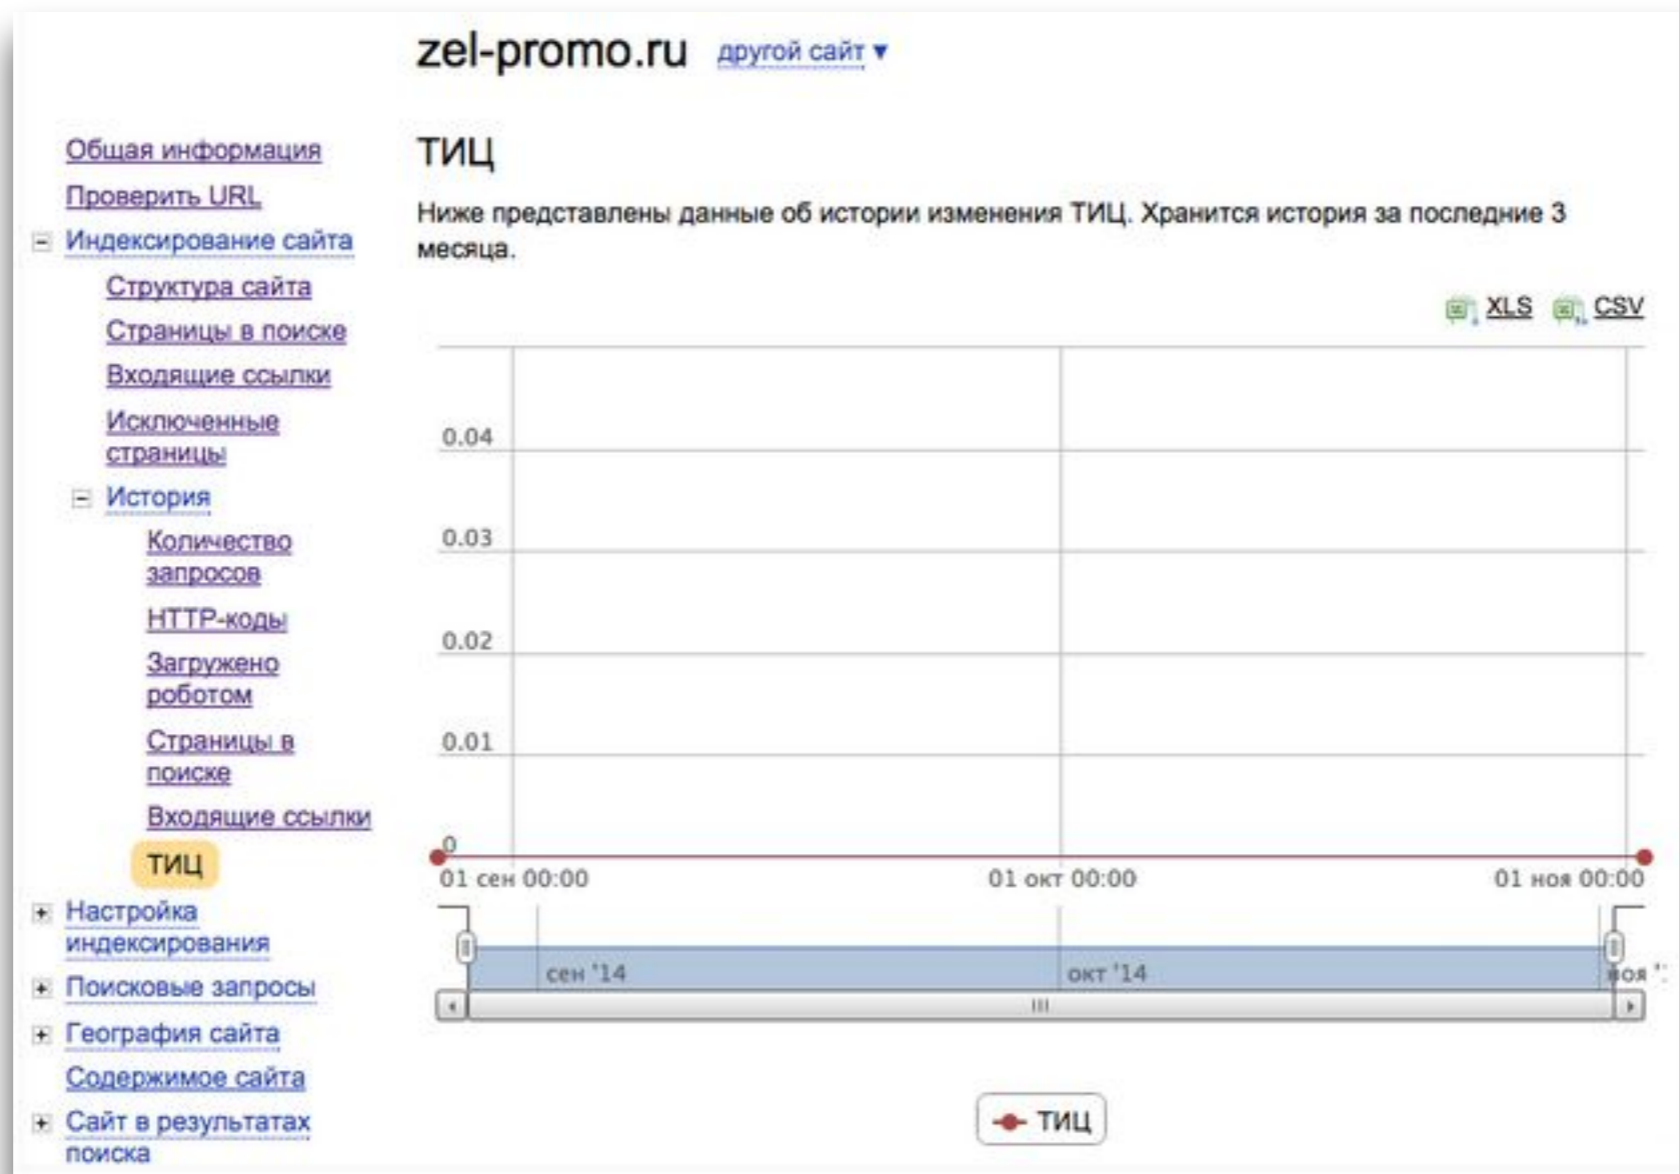 zel-promo.ru другой сайт ▼
Общая информация
Проверить URL
Индексирование сайта
Структура сайта
Страницы в поиске
Входящие ссылки
Исключенные
страницы
История
Количество
запросов
HTTP-коды
Загружено
роботом
Страницы в
поиске
Входящие ссылки
ТИЦ
Настройка
индексирования
Поисковые запросы
География сайта
Содержимое сайта
Сайт в результатах
поиска
ТИЦ
Ниже представлены данные об истории изменения ТИЦ. Хранится история за последние 3
месяца.
XLS CSV
0.04
0.03
0.02
0.01
0
01 сен 00:00 01 окт 00:00 01 ноя 00:00
сен '14 окт '14 ноя '
ТИЦ